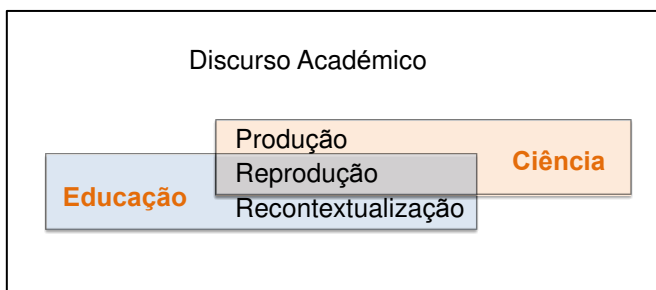 Discurso Académico
Produção
Ciência
Reprodução
Educação
Recontextualização